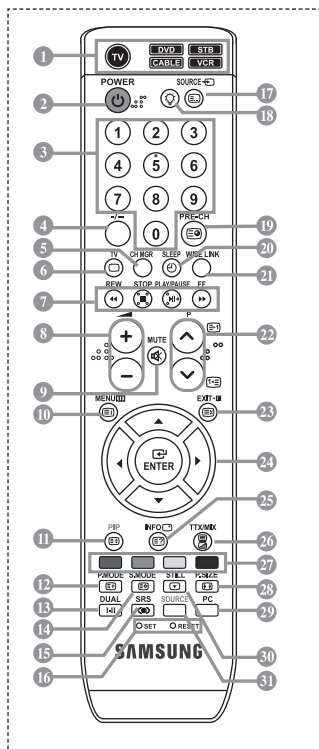 1 TV DVD STB
CABLE VCR
POWER SOURCE
2 17
18
3 1 2 3
4 5 6
7 8 9
4 -/-- 0 PRE-CH 19
5 TV CH MGR SLEEP WISE LINK 20
6 21
REW STOP PLAY/PAUSE FF
7
8 + P 22
MUTE
9 −
10 MENU EXIT 23
ENTER 24
25
11 PIP INFO TTX/MIX 26
27
12 P.MODE S.MODE STILL P.SIZE 28
13 DUAL SRS SOURCE PC 29
I-II
14 30
15 SET RESET 31
16 SAMSUNG